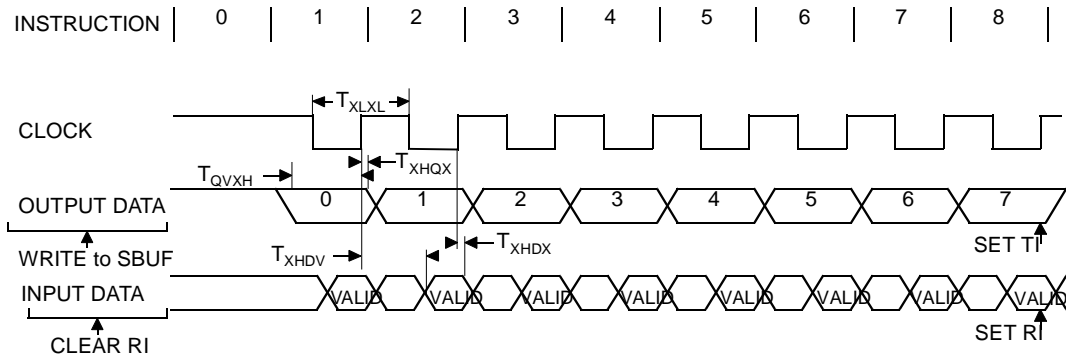 INSTRUCTION 0 1 2 3 4 5 6 7 8
T_XLXL
CLOCK
T_XHQX
T_QVXH
OUTPUT DATA 0 1 2 3 4 5 6 7
WRITE to SBUF
T_XHDV
T_XHDX
SET TI
INPUT DATA VALID VALID VALID VALID VALID VALID VALID VALID
CLEAR RI
SET RI